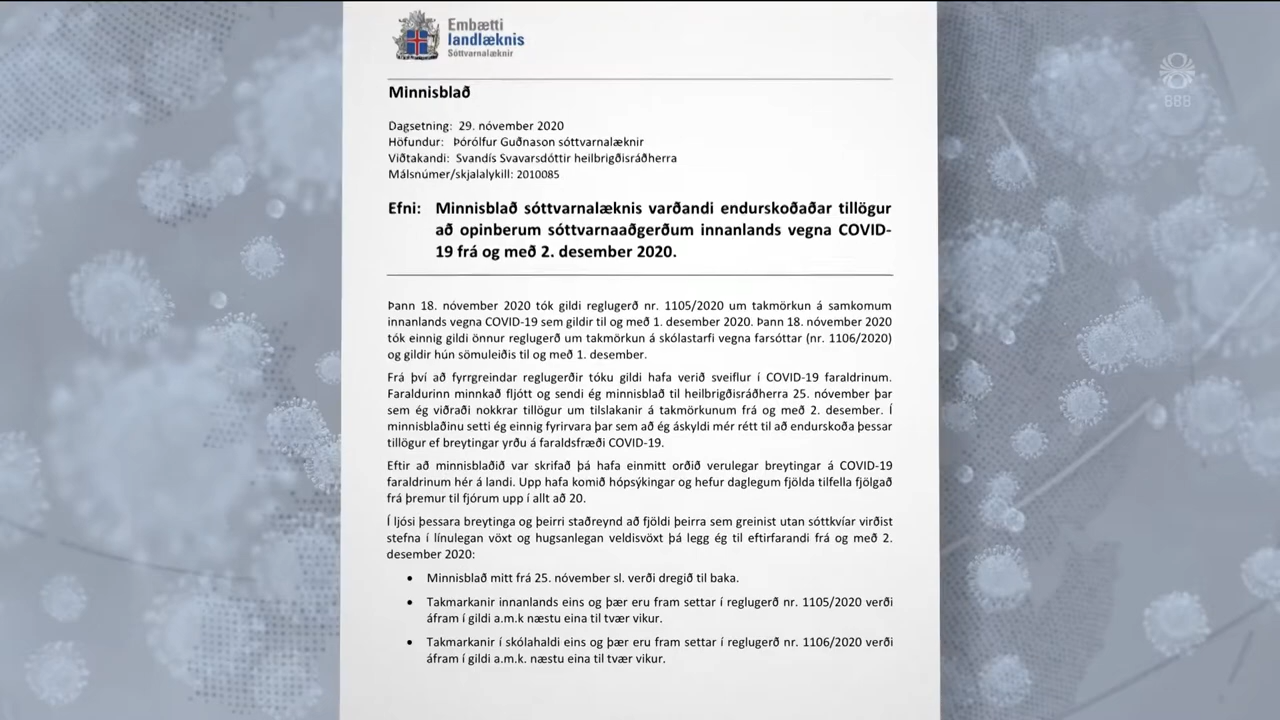 Embætti
landlæknis
Sóttvarnalæknir
888
Minnisblað
Dagsetning: 29. nóvember 2020
Höfundur: Þórólfur Guðnason sóttvarnalæknir
Viðtakandi: Svandís Svavarsdóttir heilbrigðisráðherra
Málsnúmer/skjalalykill: 2010085
Efni: Minnisblað sóttvarnalæknis varðandi endurskoðaðar tillögur
að opinberum sóttvarnaaðgerðum innanlands vegna COVID-
19 frá og með 2. desember 2020.
Þann 18. nóvember 2020 tók gildi reglugerð nr. 1105/2020 um takmörkun á samkomum
innanlands vegna COVID-19 sem gildir til og með 1. desember 2020. Þann 18. nóvember 2020
tók einnig gildi önnur reglugerð um takmörkun á skólastarfi vegna farsóttar (nr. 1106/2020)
og gildir hún sömuleiðis til og með 1. desember.
Frá því að fyrrgreindar reglugerðir tóku gildi hafa verið sveiflur í COVID-19 faraldrinum.
Faraldurinn minnkað fljótt og sendi ég minnisblað til heilbrigðisráðherra 25. nóvember þar
sem ég viðraði nokkrar tillögur um tilslakanir á takmörkunum frá og með 2. desember. Í
minnisblaðinu setti ég einnig fyrirvara þar sem að ég áskyldi mér rétt til að endurskoða þessar
tillögur ef breytingar yrðu á faraldsfræði COVID-19.
Eftir að minnisblaðið var skrifað þá hafa einmitt orðið verulegar breytingar á COVID-19
faraldrinum hér á landi. Upp hafa komið hópsýkingar og hefur daglegum fjölda tilfella fjölgað
frá þremur til fjórum upp í allt að 20.
Í ljósi þessara breytinga og þeirri staðreynd að fjöldi þeirra sem greinist utan sóttkvíar virðist
stefna í línulegan vöxt og hugsanlegan veldisvöxt þá legg ég til eftirfarandi frá og með 2.
desember 2020:
• Minnisblað mitt frá 25. nóvember sl. verði dregið til baka.
• Takmarkanir innanlands eins og þær eru fram settar í reglugerð nr. 1105/2020 verði
áfram í gildi a.m.k næstu eina til tvær vikur.
• Takmarkanir í skólahaldi eins og þær eru fram settar í reglugerð nr. 1106/2020 verði
áfram í gildi a.m.k. næstu eina til tvær vikur.